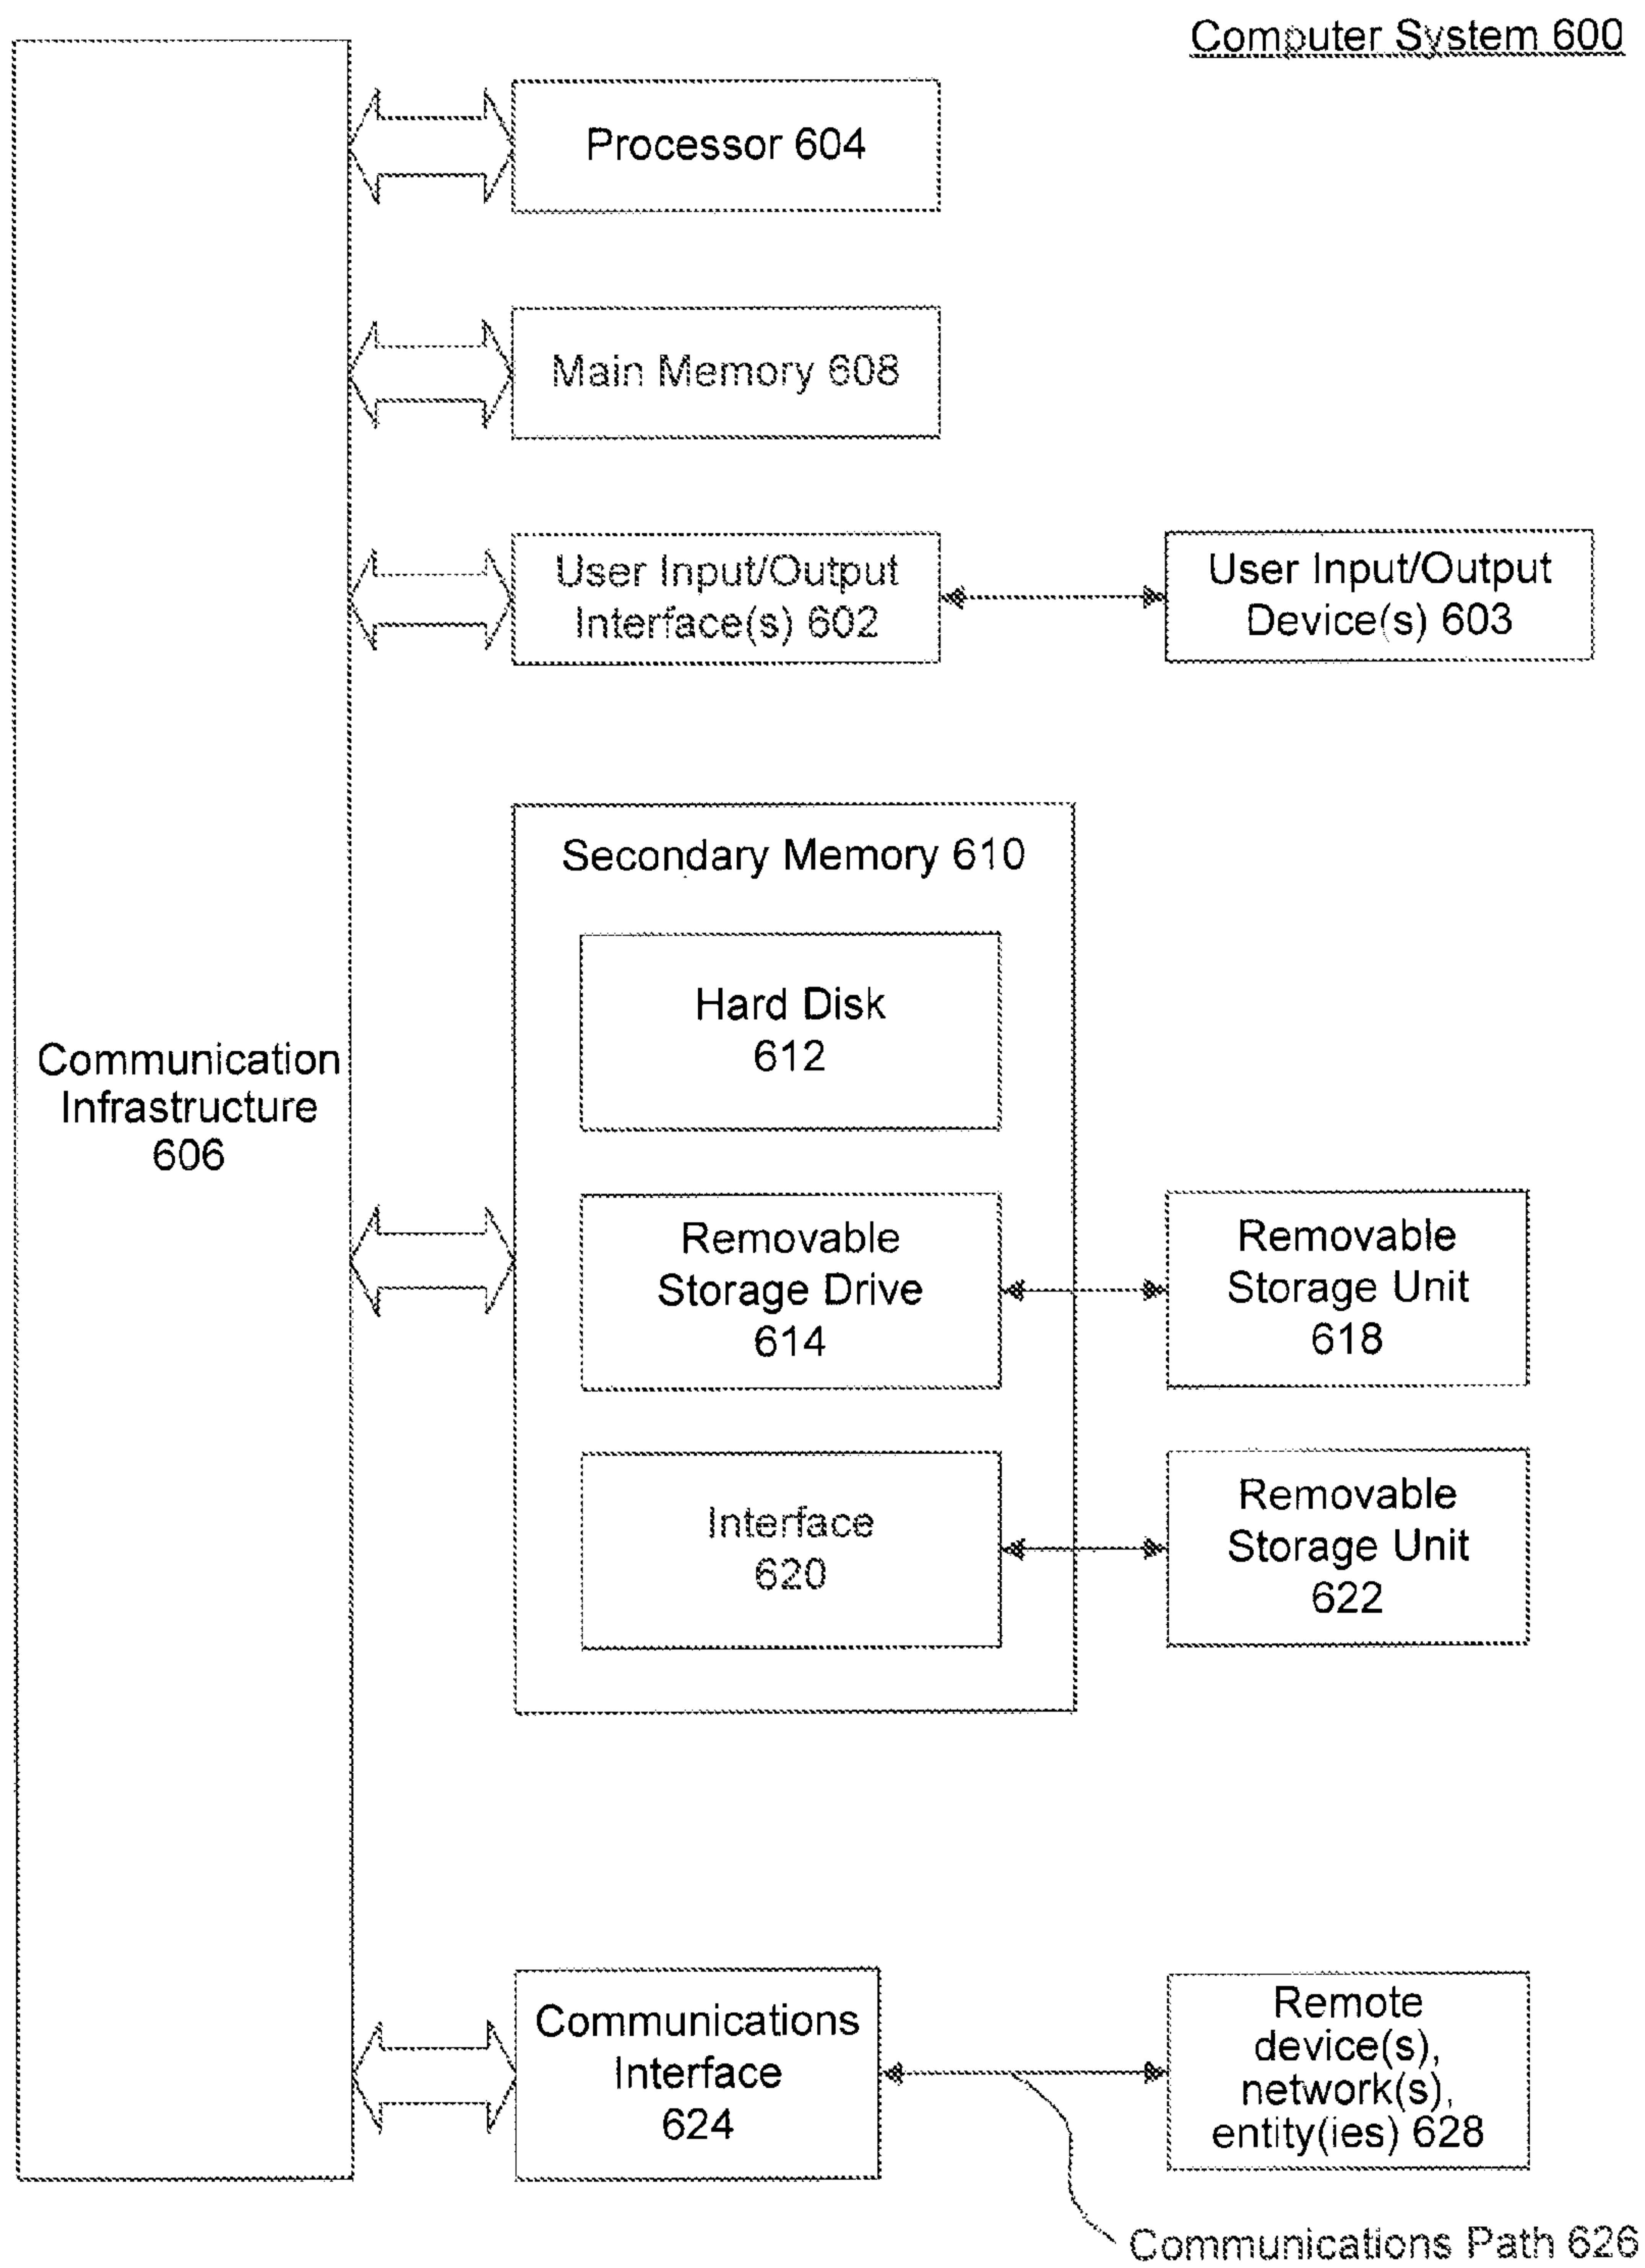 Computer System 600
Processor 604
Main Memory 608
User Input/Output
Interface(s) 602
User Input/Output
Device(s) 603
Secondary Memory 610
Hard Disk
612
Communication
Infrastructure
606
Removable
Storage Drive
614
Removable
Storage Unit
618
Interface
620
Removable
Storage Unit
622
Communications
Interface
624
Remote
device(s),
network(s),
entity(ies) 628
Communications Path 626